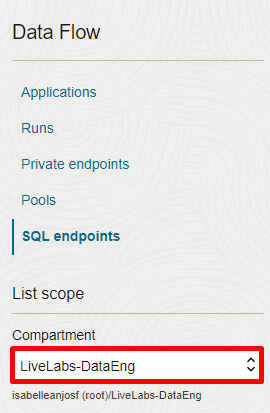 Data Flow
Applications
Runs
Private endpoints
Pools
SQL endpoints
List scope
Compartment
LiveLabs-DataEng
isabelleanjosf (root)/LiveLabs-DataEng